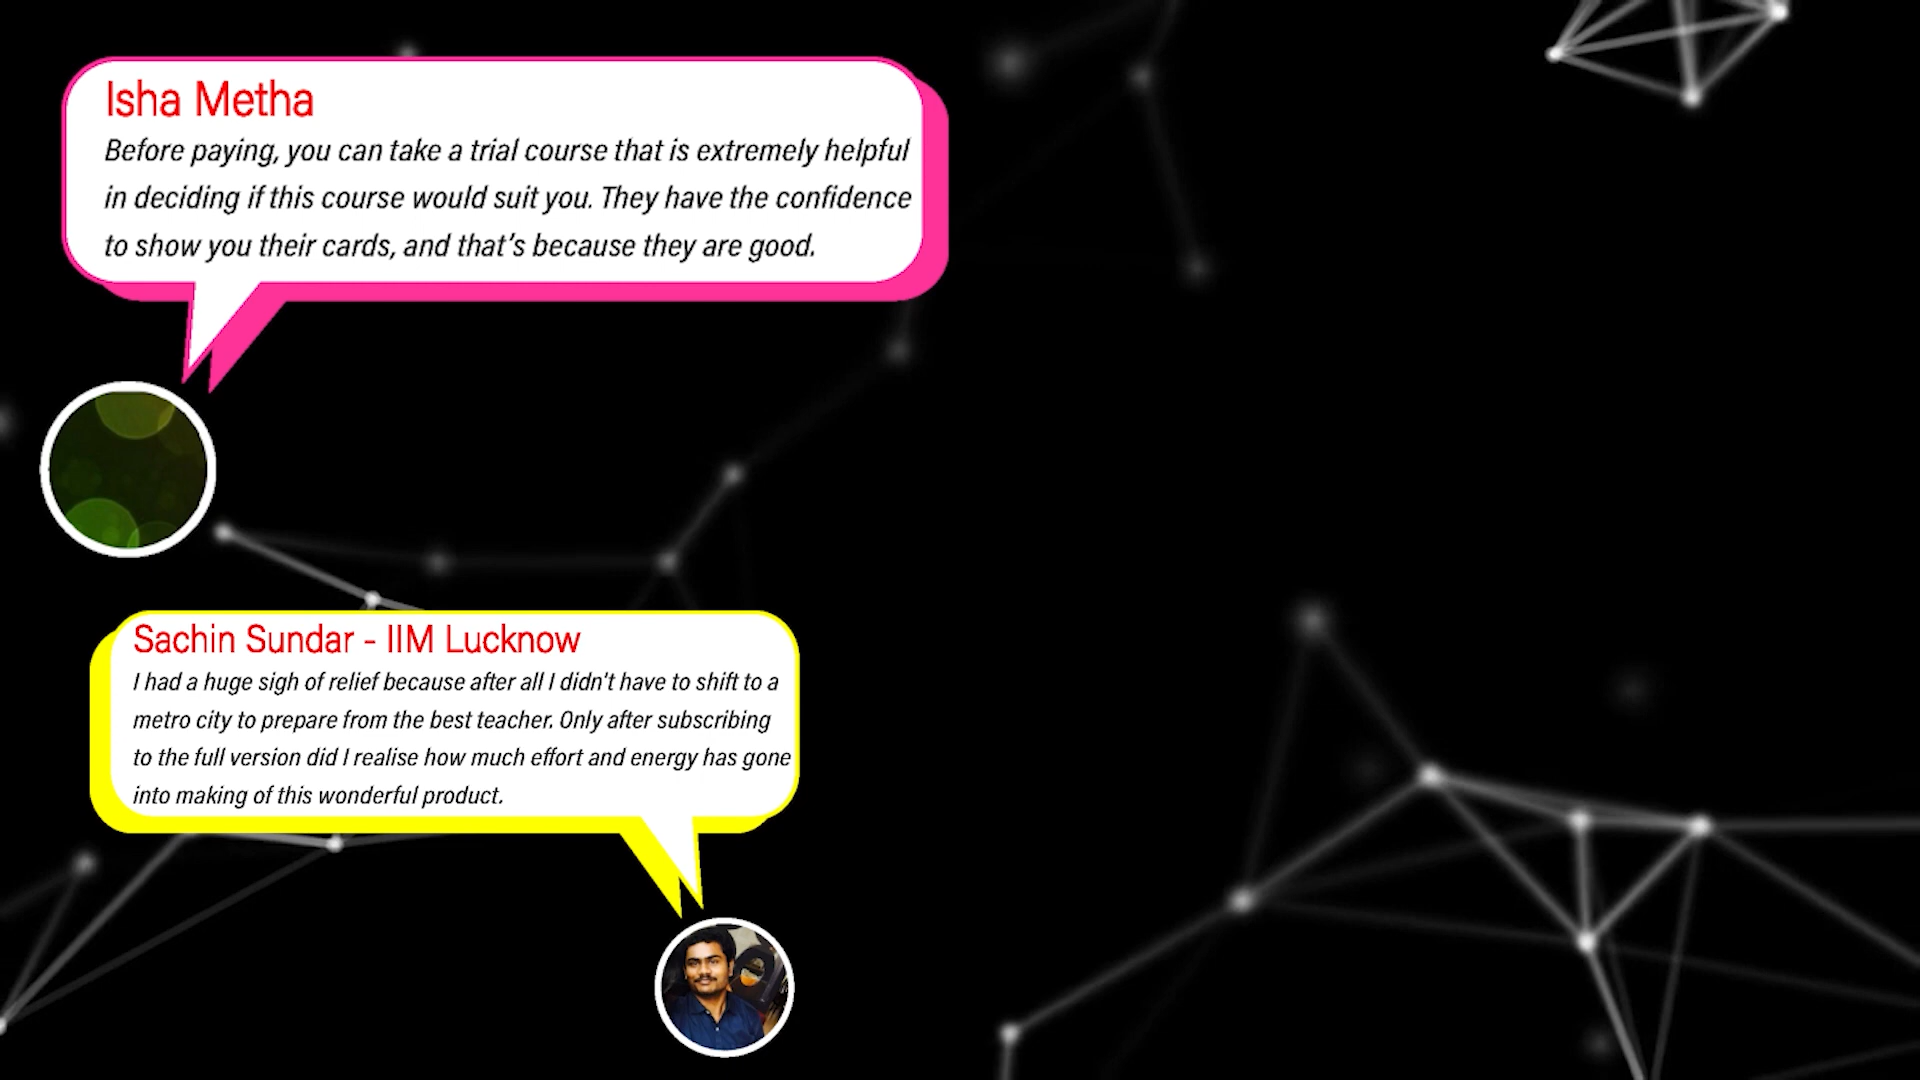 Isha Metha
Before paying, you can take a trial course that is extremely helpful
in deciding if this course would suit you. They have the confidence
to show you their cards, and that's because they are good.
Sachin Sundar - IIM Lucknow
I had a huge sigh of relief because after all I didn't have to shift to a
metro city to prepare from the best teacher. Only after subscribing
to the full version did I realise how much effort and energy has gone
into making of this wonderful product.